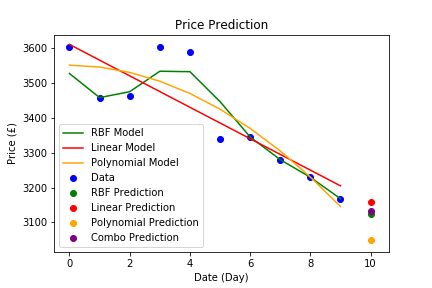 Price Prediction
3600
3500
3400
3300
3200
3100
Price (£)
RBF Model
Linear Model
Polynomial Model
Data
RBF Prediction
Linear Prediction
Polynomial Prediction
Combo Prediction
0 2 4 6 8 10
Date (Day)